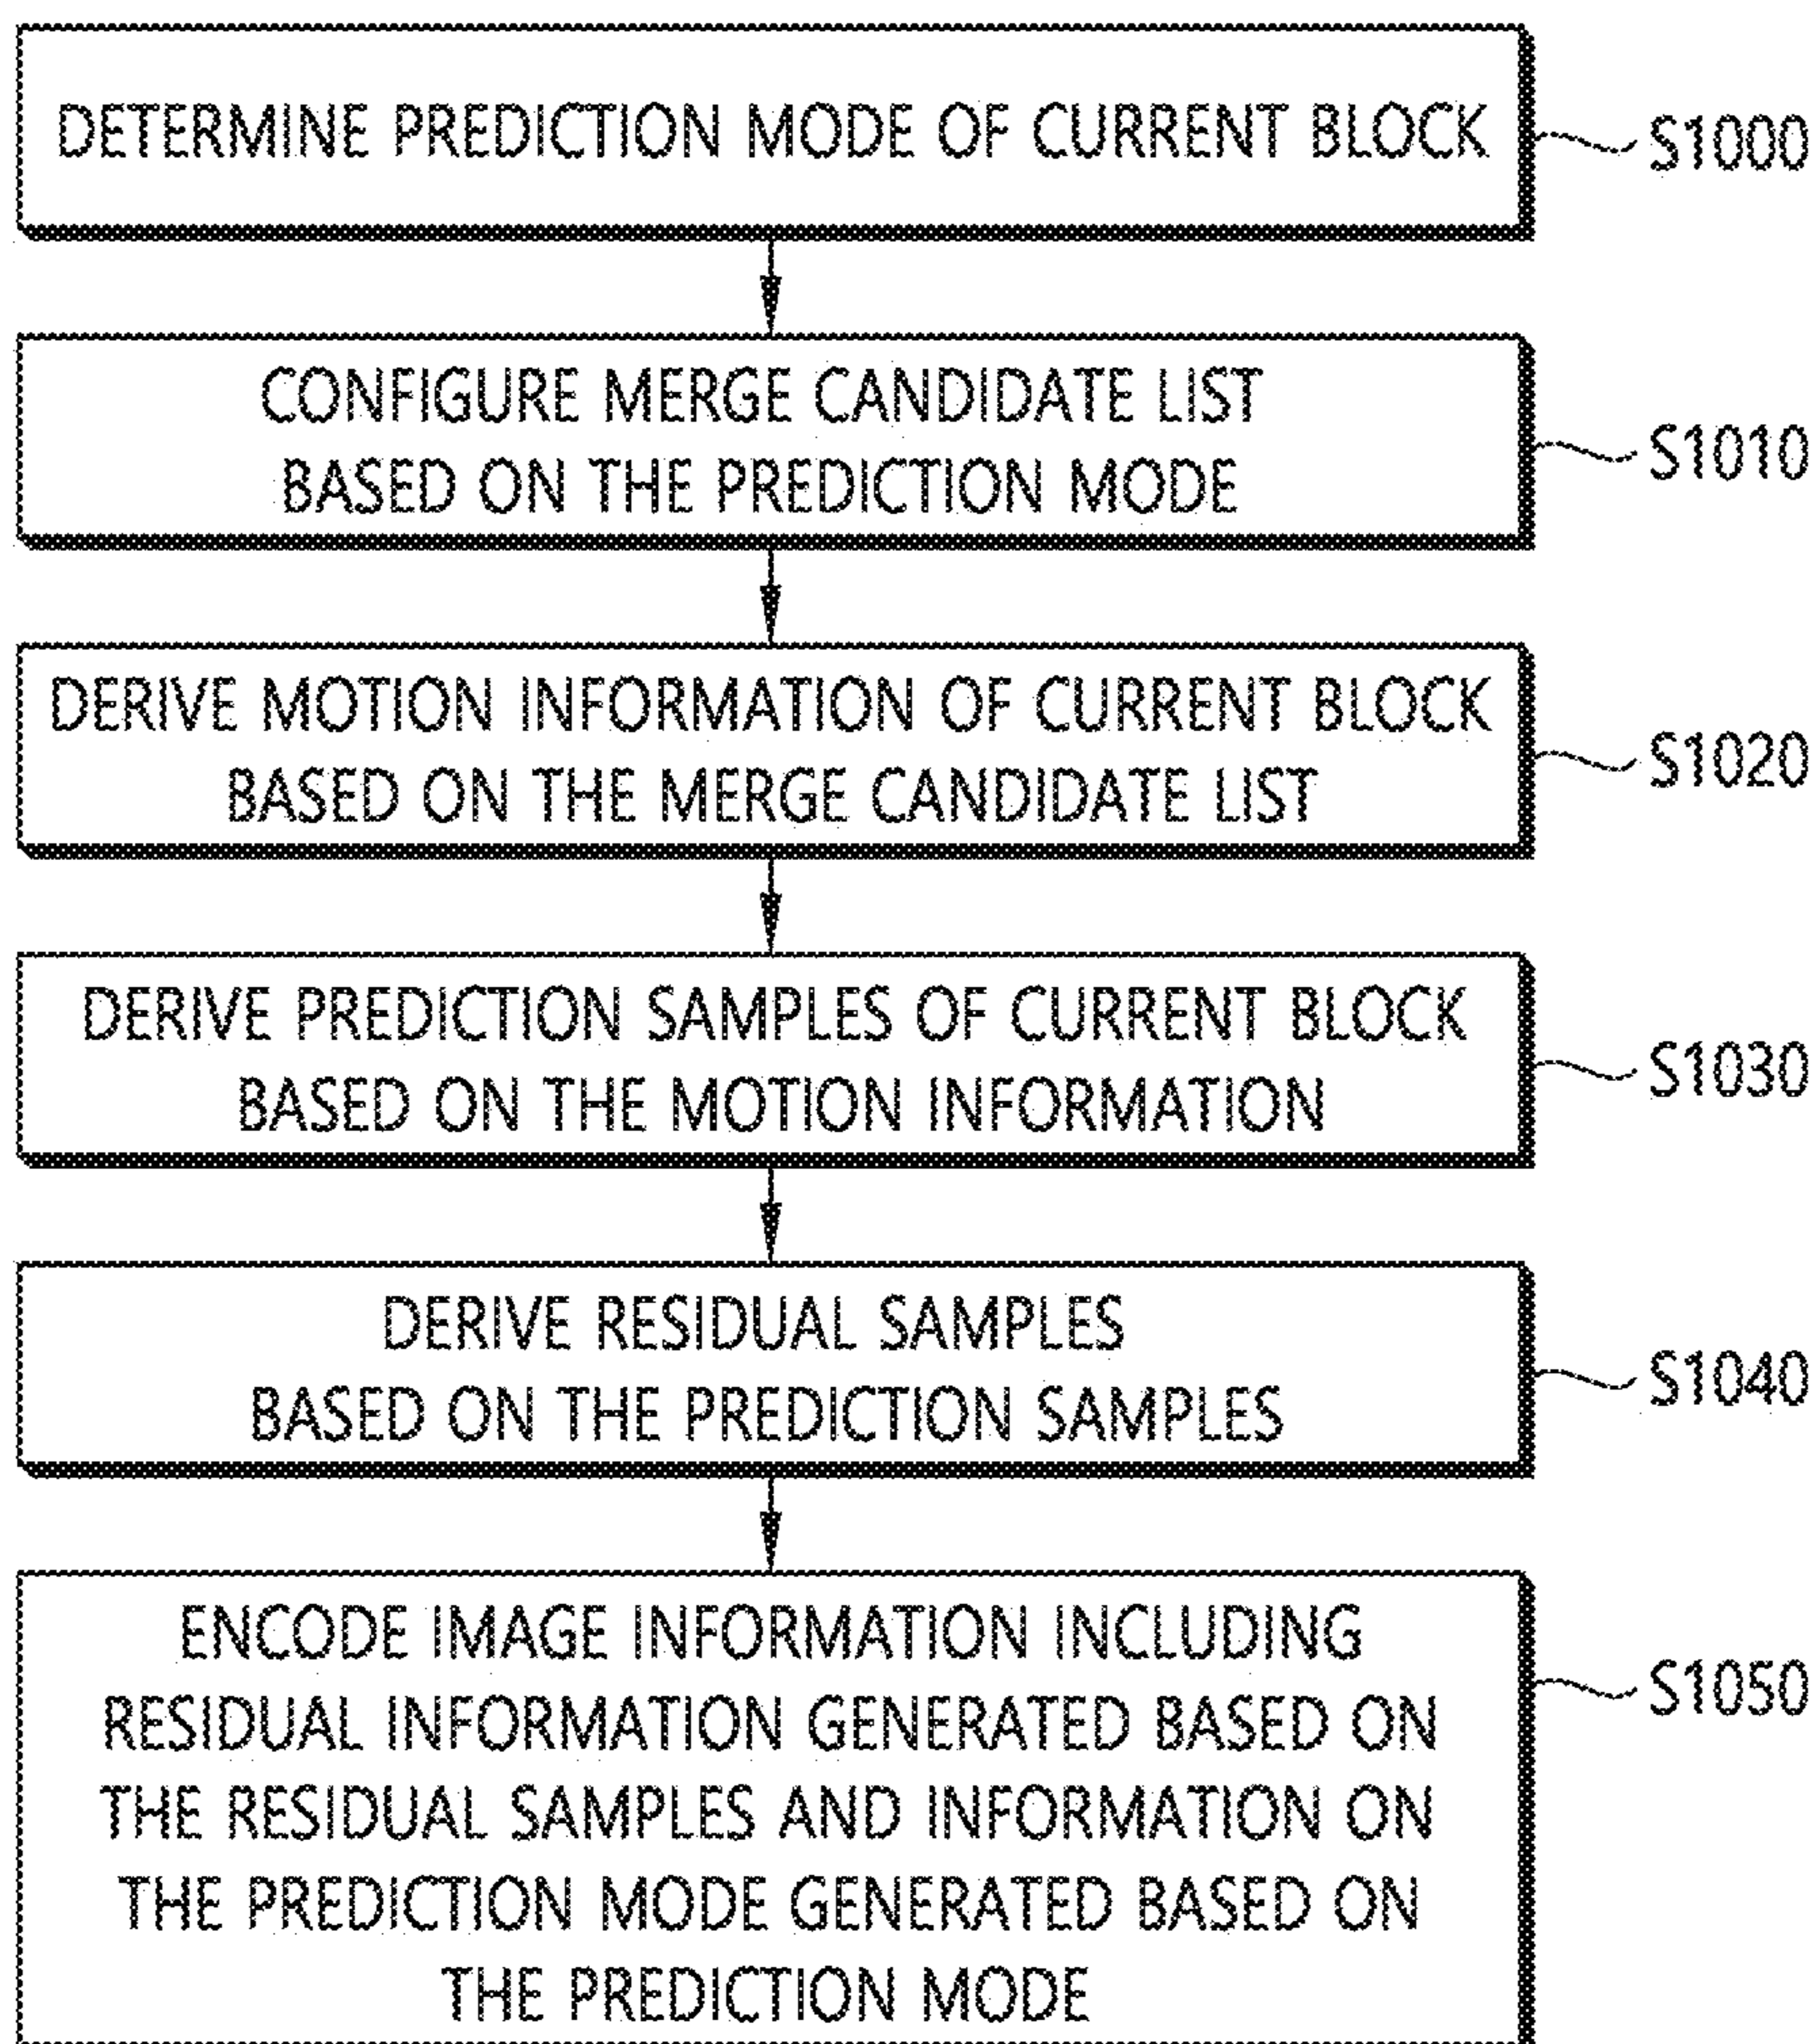 DETERMINE PREDICTION MODE OF CURRENT BLOCK
S1000
CONFIGURE MERGE CANDIDATE LIST
BASED ON THE PREDICTION MODE
S1010
DERIVE MOTION INFORMATION OF CURRENT BLOCK
BASED ON THE MERGE CANDIDATE LIST
S1020
DERIVE PREDICTION SAMPLES OF CURRENT BLOCK
BASED ON THE MOTION INFORMATION
S1030
DERIVE RESIDUAL SAMPLES
BASED ON THE PREDICTION SAMPLES
S1040
ENCODE IMAGE INFORMATION INCLUDING
RESIDUAL INFORMATION GENERATED BASED ON
THE RESIDUAL SAMPLES AND INFORMATION ON
THE PREDICTION MODE GENERATED BASED ON
THE PREDICTION MODE
S1050